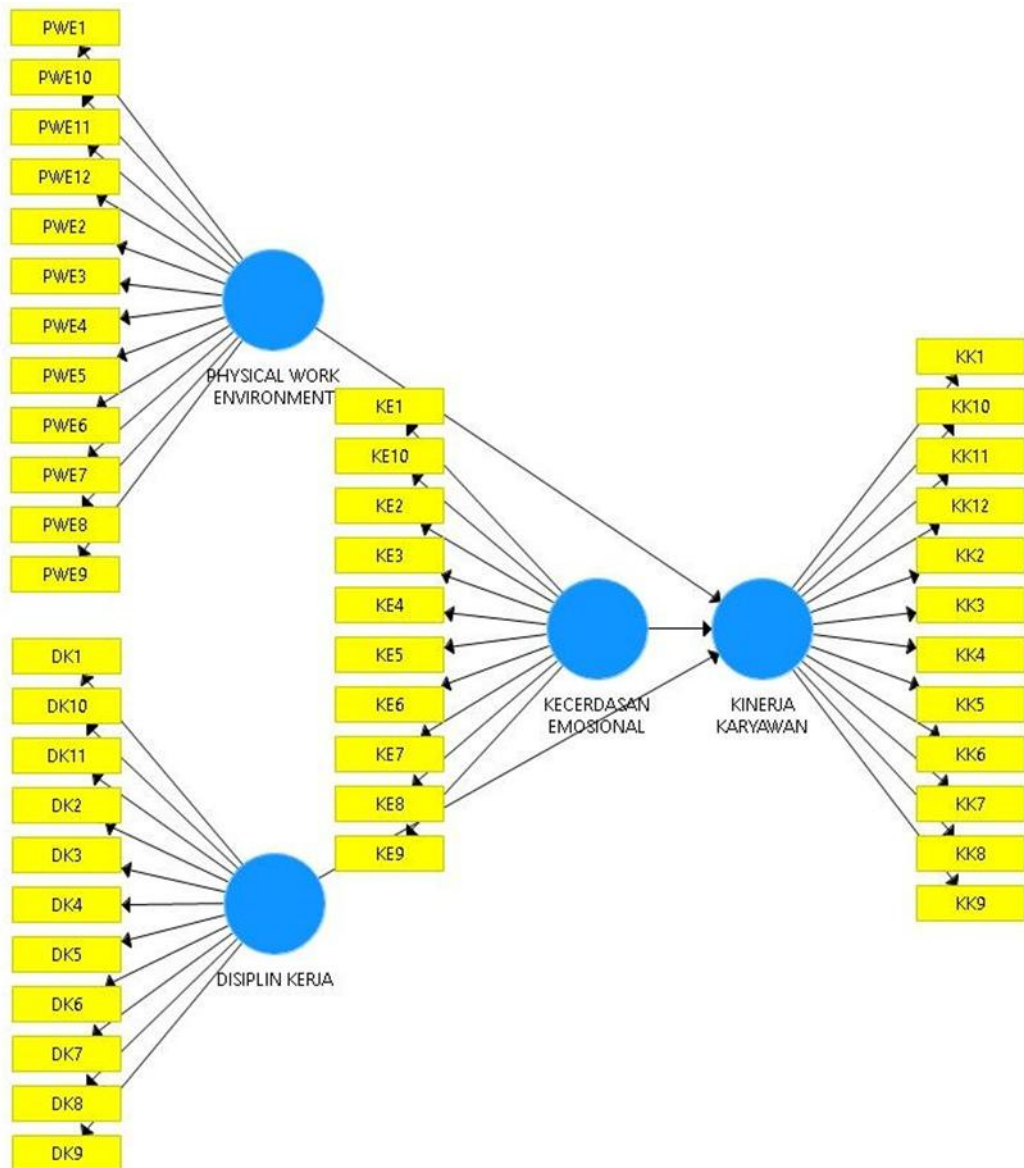 PWE1
PWE10
PWE11
PWE12
PWE2
PWE3
PWE4
PWE5
PWE6
PWE7
PWE8
PWE9
PHYSICAL WORK
ENVIRONMENT
DK1
DK10
DK11
DK2
DK3
DK4
DK5
DK6
DK7
DK8
DK9
DISIPLIN KERJA
KE1
KE10
KE2
KE3
KE4
KE5
KE6
KE7
KE8
KE9
KECERDASAN
EMOSIONAL
KINERJA
KARYAWAN
KK1
KK10
KK11
KK12
KK2
KK3
KK4
KK5
KK6
KK7
KK8
KK9